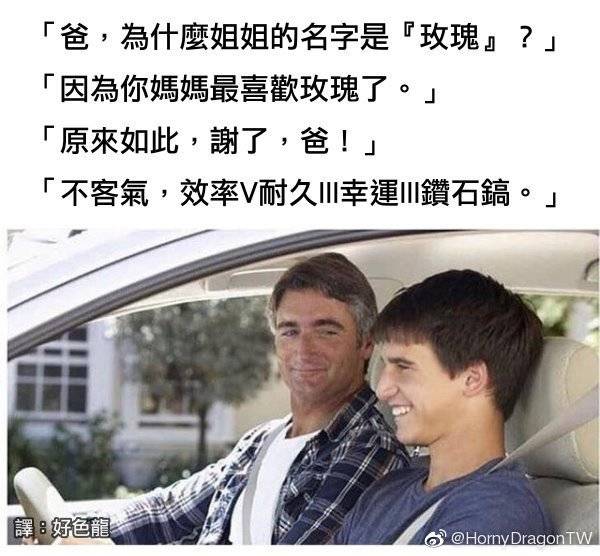 「爸，為什麼姐姐的名字是『玫瑰』？」
「因為你媽媽最喜歡玫瑰了。」
「原來如此，謝了，爸！」
「不客氣，效率V耐久III幸運III鑽石鎬。」
譯：好色龍
@HornyDragonTW